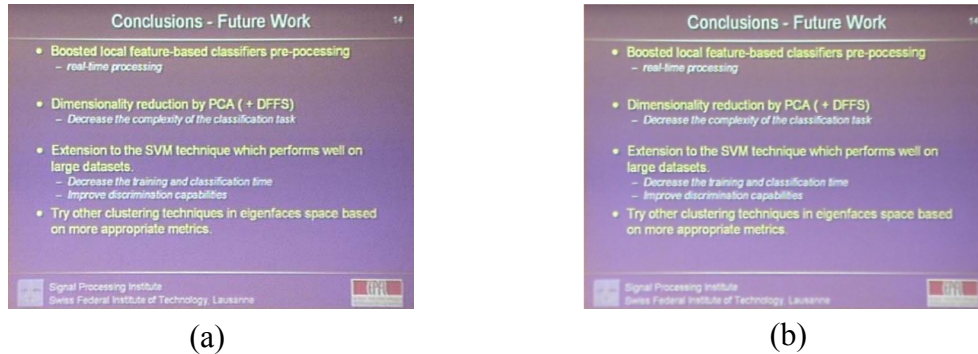 Conclusions - Future Work 14
• Boosted local feature-based classifiers pre-pocessing
– real-time processing
• Dimensionality reduction by PCA ( + DFFS)
– Decrease the complexity of the classification task
• Extension to the SVM technique which performs well on
large datasets.
– Decrease the training and classification time
– Improve discrimination capabilities
• Try other clustering techniques in eigenfaces space based
on more appropriate metrics.
Signal Processing Institute
Swiss Federal Institute of Technology, Lausanne
EPFL
(a)
Conclusions - Future Work 14
• Boosted local feature-based classifiers pre-pocessing
– real-time processing
• Dimensionality reduction by PCA ( + DFFS)
– Decrease the complexity of the classification task
• Extension to the SVM technique which performs well on
large datasets.
– Decrease the training and classification time
– Improve discrimination capabilities
• Try other clustering techniques in eigenfaces space based
on more appropriate metrics.
Signal Processing Institute
Swiss Federal Institute of Technology, Lausanne
(b)